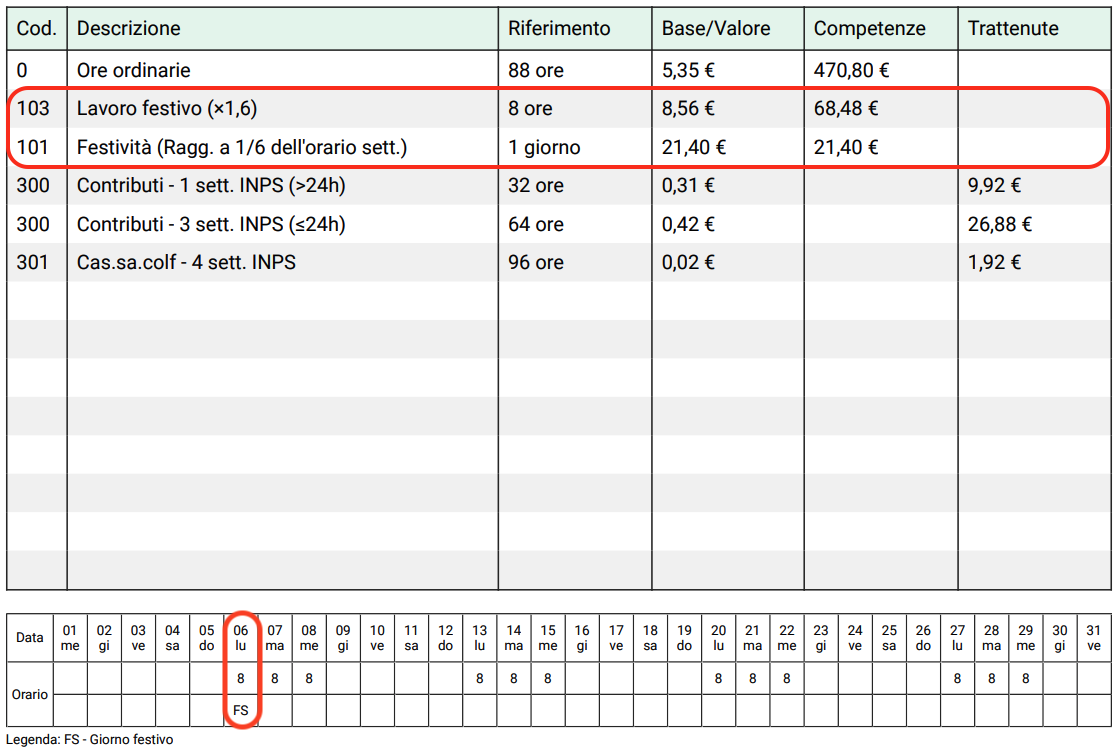 Cod. Descrizione Riferimento Base/Valore Competenze Trattenute
0 Ore ordinarie 88 ore 5,35 € 470,80 €
103 Lavoro festivo (×1,6) 8 ore 8,56 € 68,48 €
101 Festività (Ragg. a 1/6 dell'orario sett.) 1 giorno 21,40 € 21,40 €
300 Contributi - 1 sett. INPS (>24h) 32 ore 0,31 € 9,92 €
300 Contributi - 3 sett. INPS (≤24h) 64 ore 0,42 € 26,88 €
301 Cas.sa.colf - 4 sett. INPS 96 ore 0,02 € 1,92 €
Data 01 02 03 04 05 06 07 08 09 10 11 12 13 14 15 16 17 18 19 20 21 22 23 24 25 26 27 28 29 30 31
me gi ve sa do lu ma me gi ve sa do lu ma me gi ve sa do lu ma me gi ve sa do lu ma me gi ve
Orario 8 8 8 8 8 8 8 8 8 8 8 8
FS
Legenda: FS - Giorno festivo